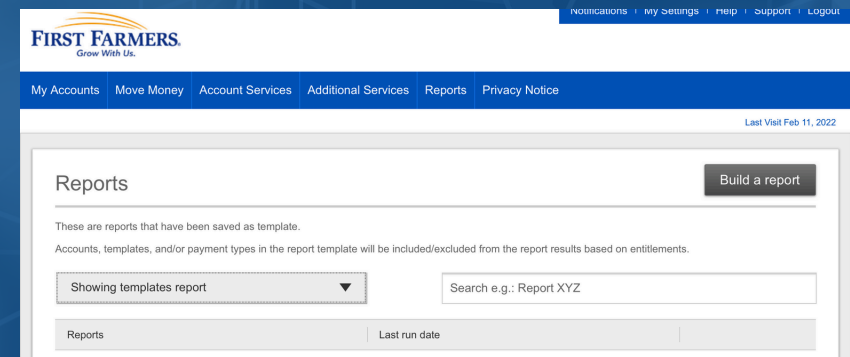 Notifications | My Settings | Help | Support | Logout
FIRST FARMERS.
Grow With Us.
My Accounts Move Money Account Services Additional Services Reports Privacy Notice
Last Visit Feb 11, 2022
Reports
Build a report
These are reports that have been saved as template.
Accounts, templates, and/or payment types in the report template will be included/excluded from the report results based on entitlements.
Showing templates report
Search e.g.: Report XYZ
Reports Last run date